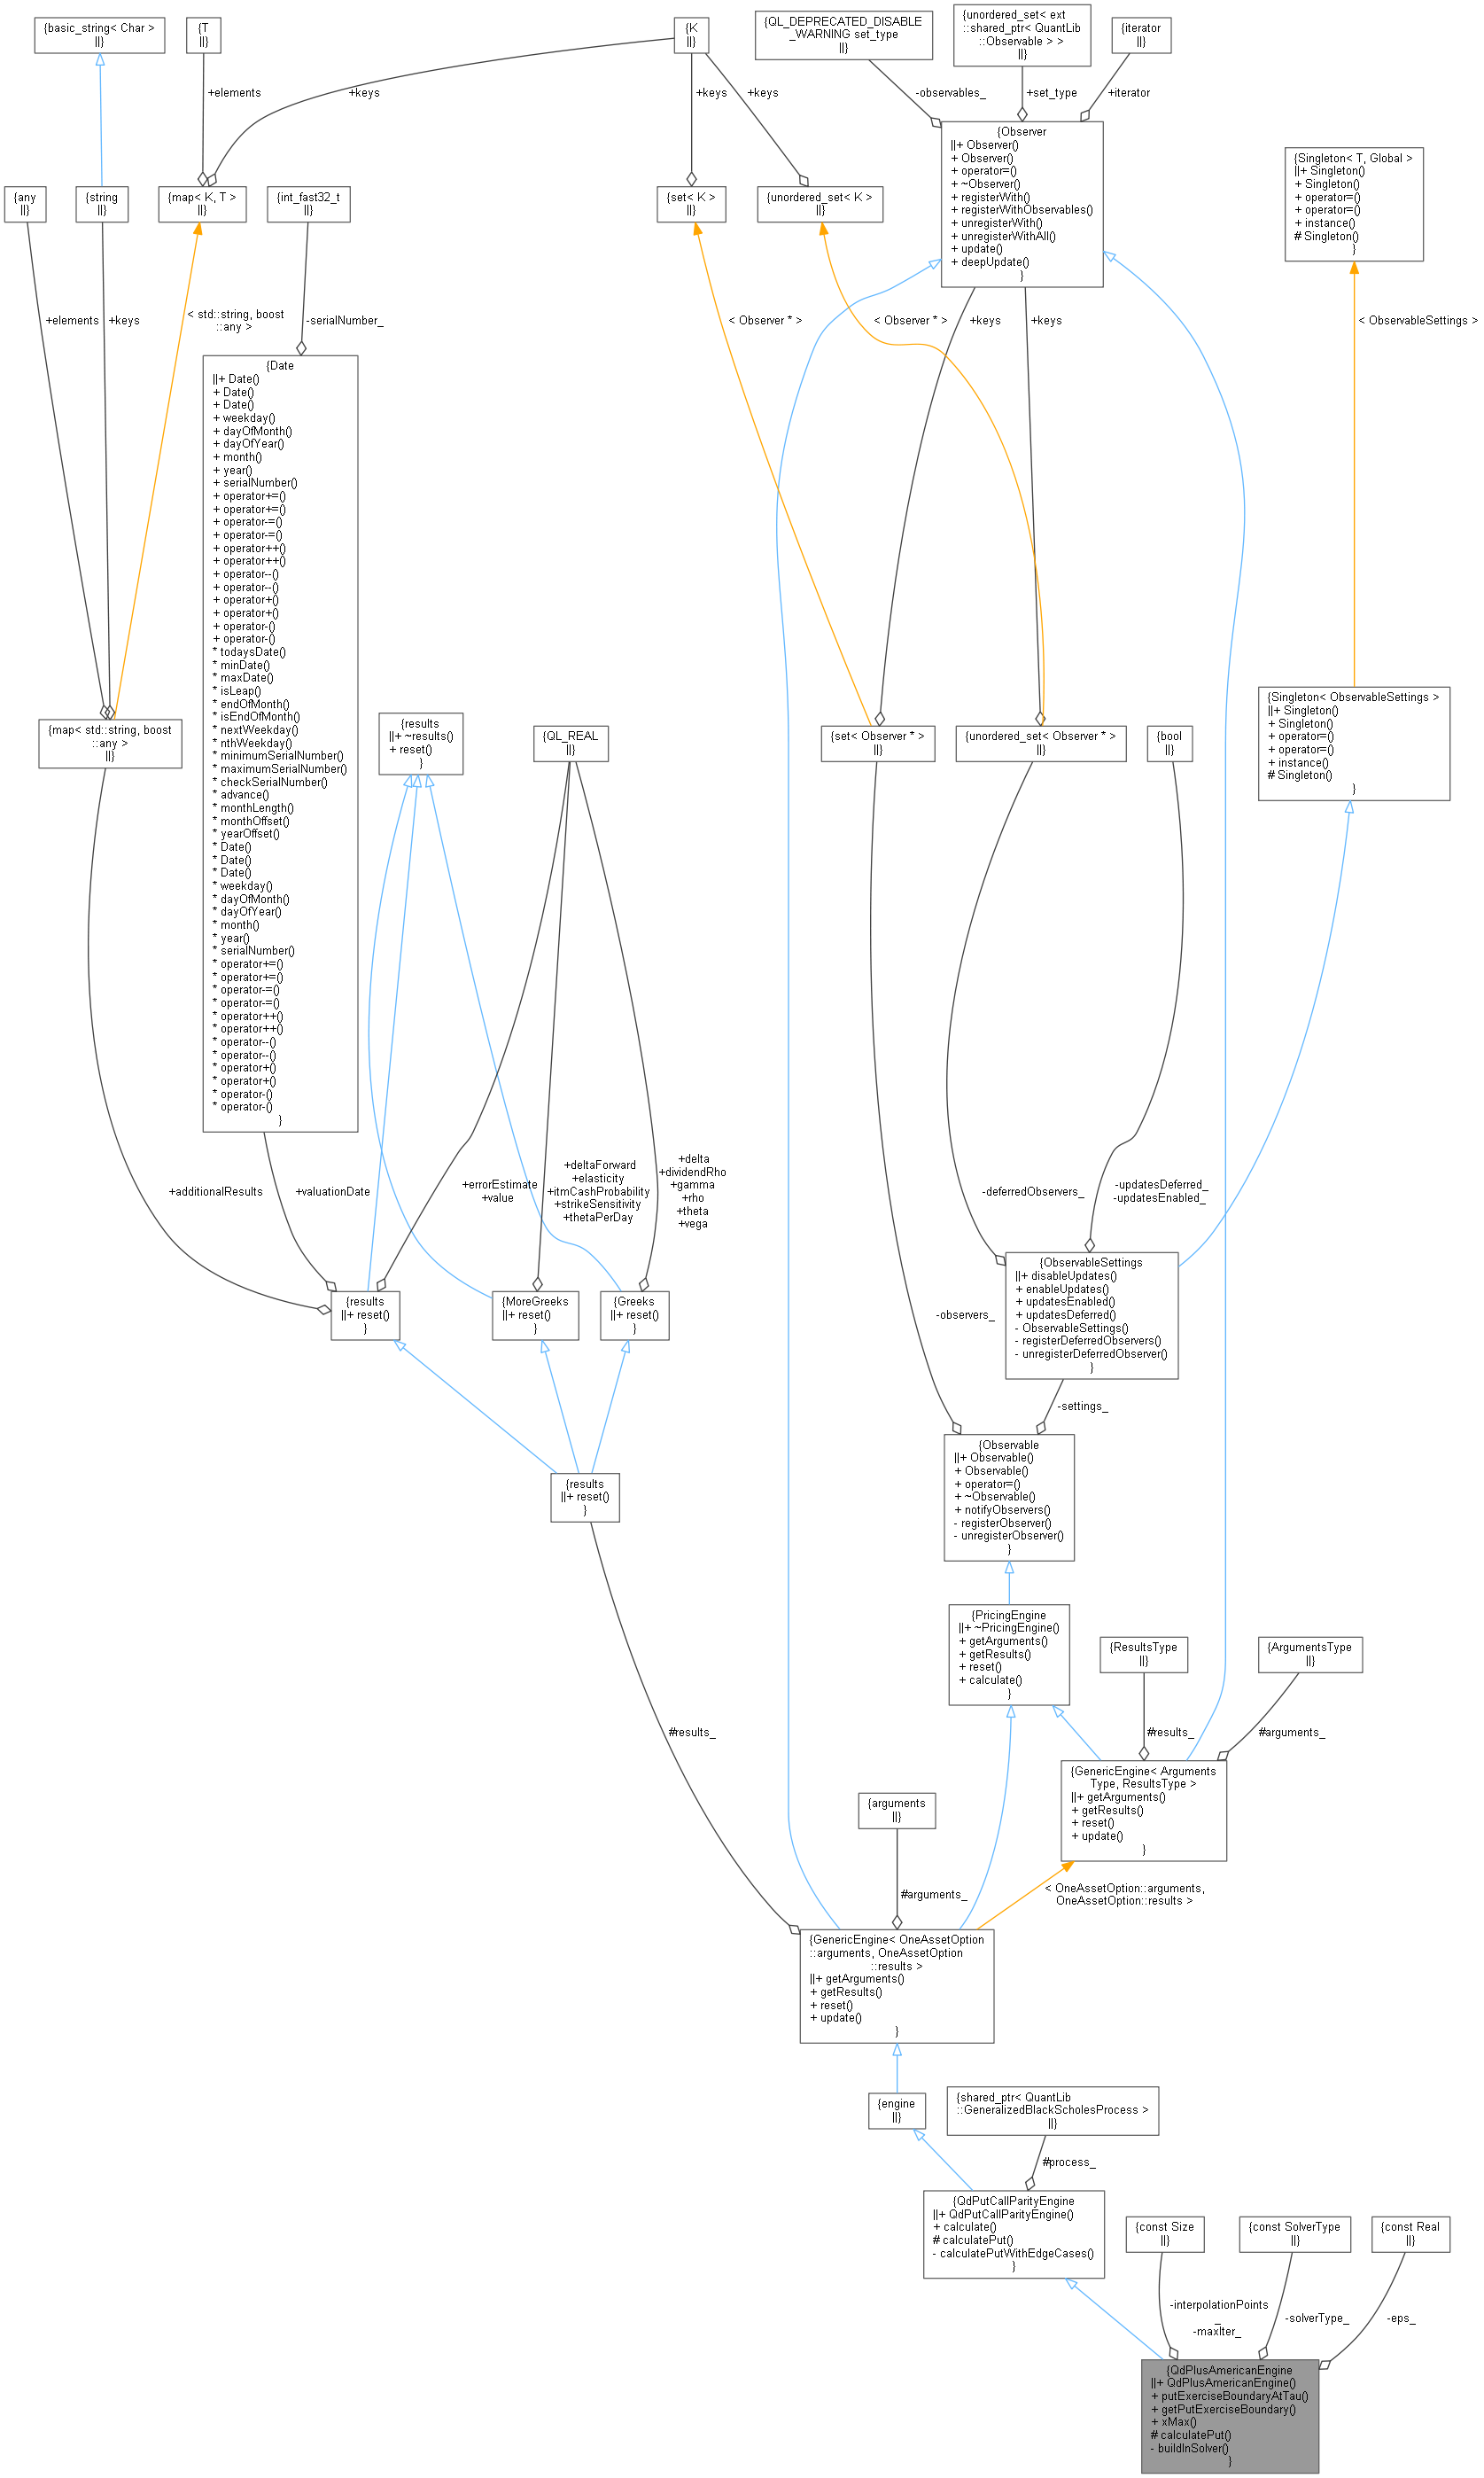 {basic_string< Char >
||}
{T
||}
{K
||}
{QL_DEPRECATED_DISABLE
_WARNING set_type
||}
{unordered_set< ext
::shared_ptr< QuantLib
::Observable > >
||}
{iterator
||}
+elements
+keys
+keys
+keys
-observables_
+set_type
+iterator
{any
||}
{string
||}
{map< K, T >
||}
{int_fast32_t
||}
{set< K >
||}
{unordered_set< K >
||}
{Observer
||+ Observer()
+ Observer()
+ operator=()
+ ~Observer()
+ registerWith()
+ registerWithObservables()
+ unregisterWith()
+ unregisterWithAll()
+ update()
+ deepUpdate()
}
{Singleton< T, Global >
||+ Singleton()
+ Singleton()
+ operator=()
+ operator=()
+ instance()
# Singleton()
}
+elements
+keys
< std::string, boost
::any >
-serialNumber_
< Observer * >
< Observer * >
+keys
+keys
< ObservableSettings >
{Date
||+ Date()
+ Date()
+ Date()
+ weekday()
+ dayOfMonth()
+ dayOfYear()
+ month()
+ year()
+ serialNumber()
+ operator+=()
+ operator+=()
+ operator-=()
+ operator-=()
+ operator++()
+ operator++()
+ operator--()
+ operator--()
+ operator+()
+ operator+()
+ operator-()
+ operator-()
* todaysDate()
* minDate()
* maxDate()
* isLeap()
* endOfMonth()
* isEndOfMonth()
* nextWeekday()
* nthWeekday()
* minimumSerialNumber()
* maximumSerialNumber()
* checkSerialNumber()
* advance()
* monthLength()
* monthOffset()
* yearOffset()
* Date()
* Date()
* Date()
* weekday()
* dayOfMonth()
* dayOfYear()
* month()
* year()
* serialNumber()
* operator+=()
* operator+=()
* operator-=()
* operator-=()
* operator++()
* operator++()
* operator--()
* operator--()
* operator+()
* operator+()
* operator-()
* operator-()
}
{map< std::string, boost
::any >
||}
{results
||+ ~results()
+ reset()
}
{QL_REAL
||}
{set< Observer * >
||}
{unordered_set< Observer * >
||}
{bool
||}
{Singleton< ObservableSettings >
||+ Singleton()
+ Singleton()
+ operator=()
+ operator=()
+ instance()
# Singleton()
}
+additionalResults
+valuationDate
+errorEstimate
+value
+deltaForward
+elasticity
+itmCashProbability
+strikeSensitivity
+thetaPerDay
+delta
+dividendRho
+gamma
+rho
+theta
+vega
-deferredObservers_
-updatesDeferred_
-updatesEnabled_
{results
||+ reset()
}
{MoreGreeks
||+ reset()
}
{Greeks
||+ reset()
}
-observers_
{ObservableSettings
||+ disableUpdates()
+ enableUpdates()
+ updatesEnabled()
+ updatesDeferred()
- ObservableSettings()
- registerDeferredObservers()
- unregisterDeferredObserver()
}
-settings_
{results
||+ reset()
}
{Observable
||+ Observable()
+ Observable()
+ operator=()
+ ~Observable()
+ notifyObservers()
- registerObserver()
- unregisterObserver()
}
{PricingEngine
||+ ~PricingEngine()
+ getArguments()
+ getResults()
+ reset()
+ calculate()
}
{ResultsType
||}
{ArgumentsType
||}
#results_
#results_
#arguments_
{arguments
||}
{GenericEngine< Arguments
Type, ResultsType >
||+ getArguments()
+ getResults()
+ reset()
+ update()
}
#arguments_
< OneAssetOption::arguments,
OneAssetOption::results >
{GenericEngine< OneAssetOption
::arguments, OneAssetOption
::results >
||+ getArguments()
+ getResults()
+ reset()
+ update()
}
{engine
||}
{shared_ptr< QuantLib
::GeneralizedBlackScholesProcess >
||}
#process_
{QdPutCallParityEngine
||+ QdPutCallParityEngine()
+ calculate()
# calculatePut()
- calculatePutWithEdgeCases()
}
{const Size
||}
{const SolverType
||}
{const Real
||}
-interpolationPoints
_
-maxIter_
-solverType_
-eps_
{QdPlusAmericanEngine
||+ QdPlusAmericanEngine()
+ putExerciseBoundaryAtTau()
+ getPutExerciseBoundary()
+ xMax()
# calculatePut()
- buildInSolver()
}